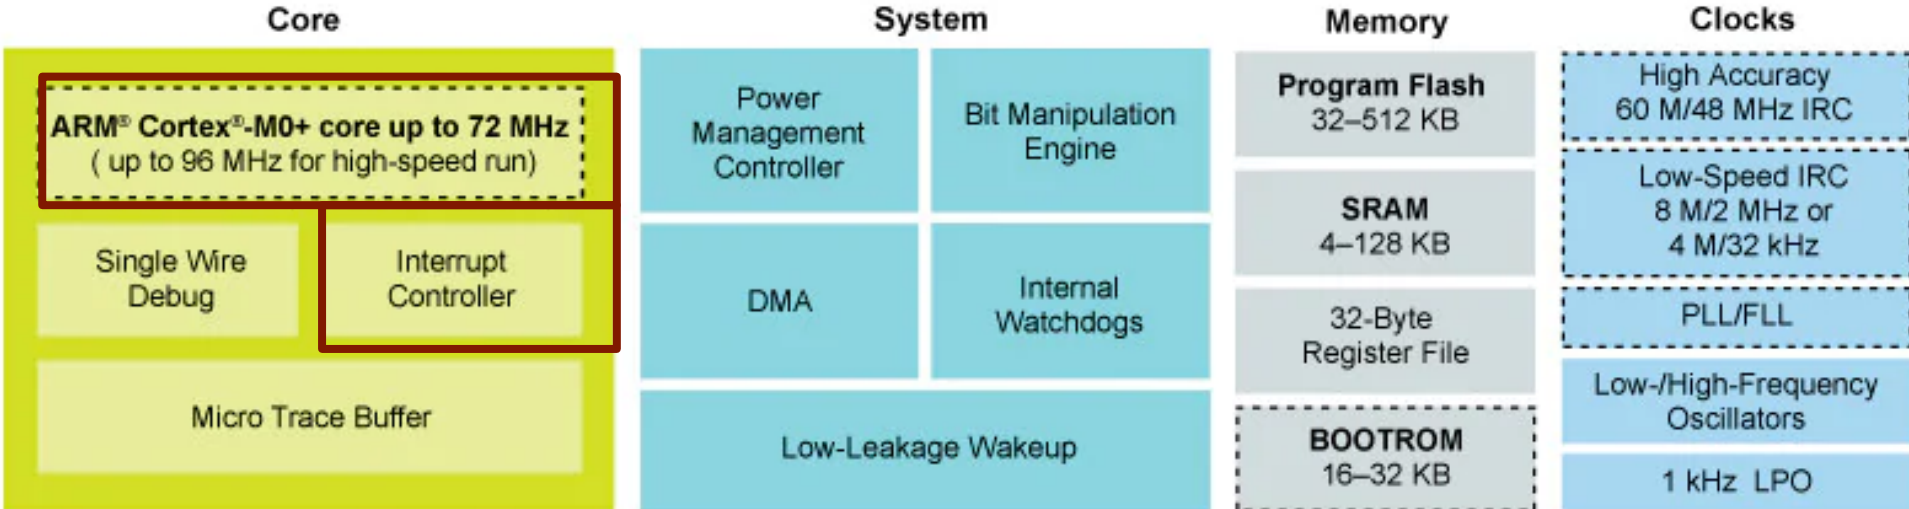 Core
ARM® Cortex®-M0+ core up to 72 MHz
( up to 96 MHz for high-speed run)
Single Wire
Debug
Interrupt
Controller
Micro Trace Buffer
System
Power
Management
Controller
Bit Manipulation
Engine
DMA
Internal
Watchdogs
Low-Leakage Wakeup
Memory
Program Flash
32–512 KB
SRAM
4–128 KB
32-Byte
Register File
BOOTROM
16–32 KB
Clocks
High Accuracy
60 M/48 MHz IRC
Low-Speed IRC
8 M/2 MHz or
4 M/32 kHz
PLL/FLL
Low-/High-Frequency
Oscillators
1 kHz LPO